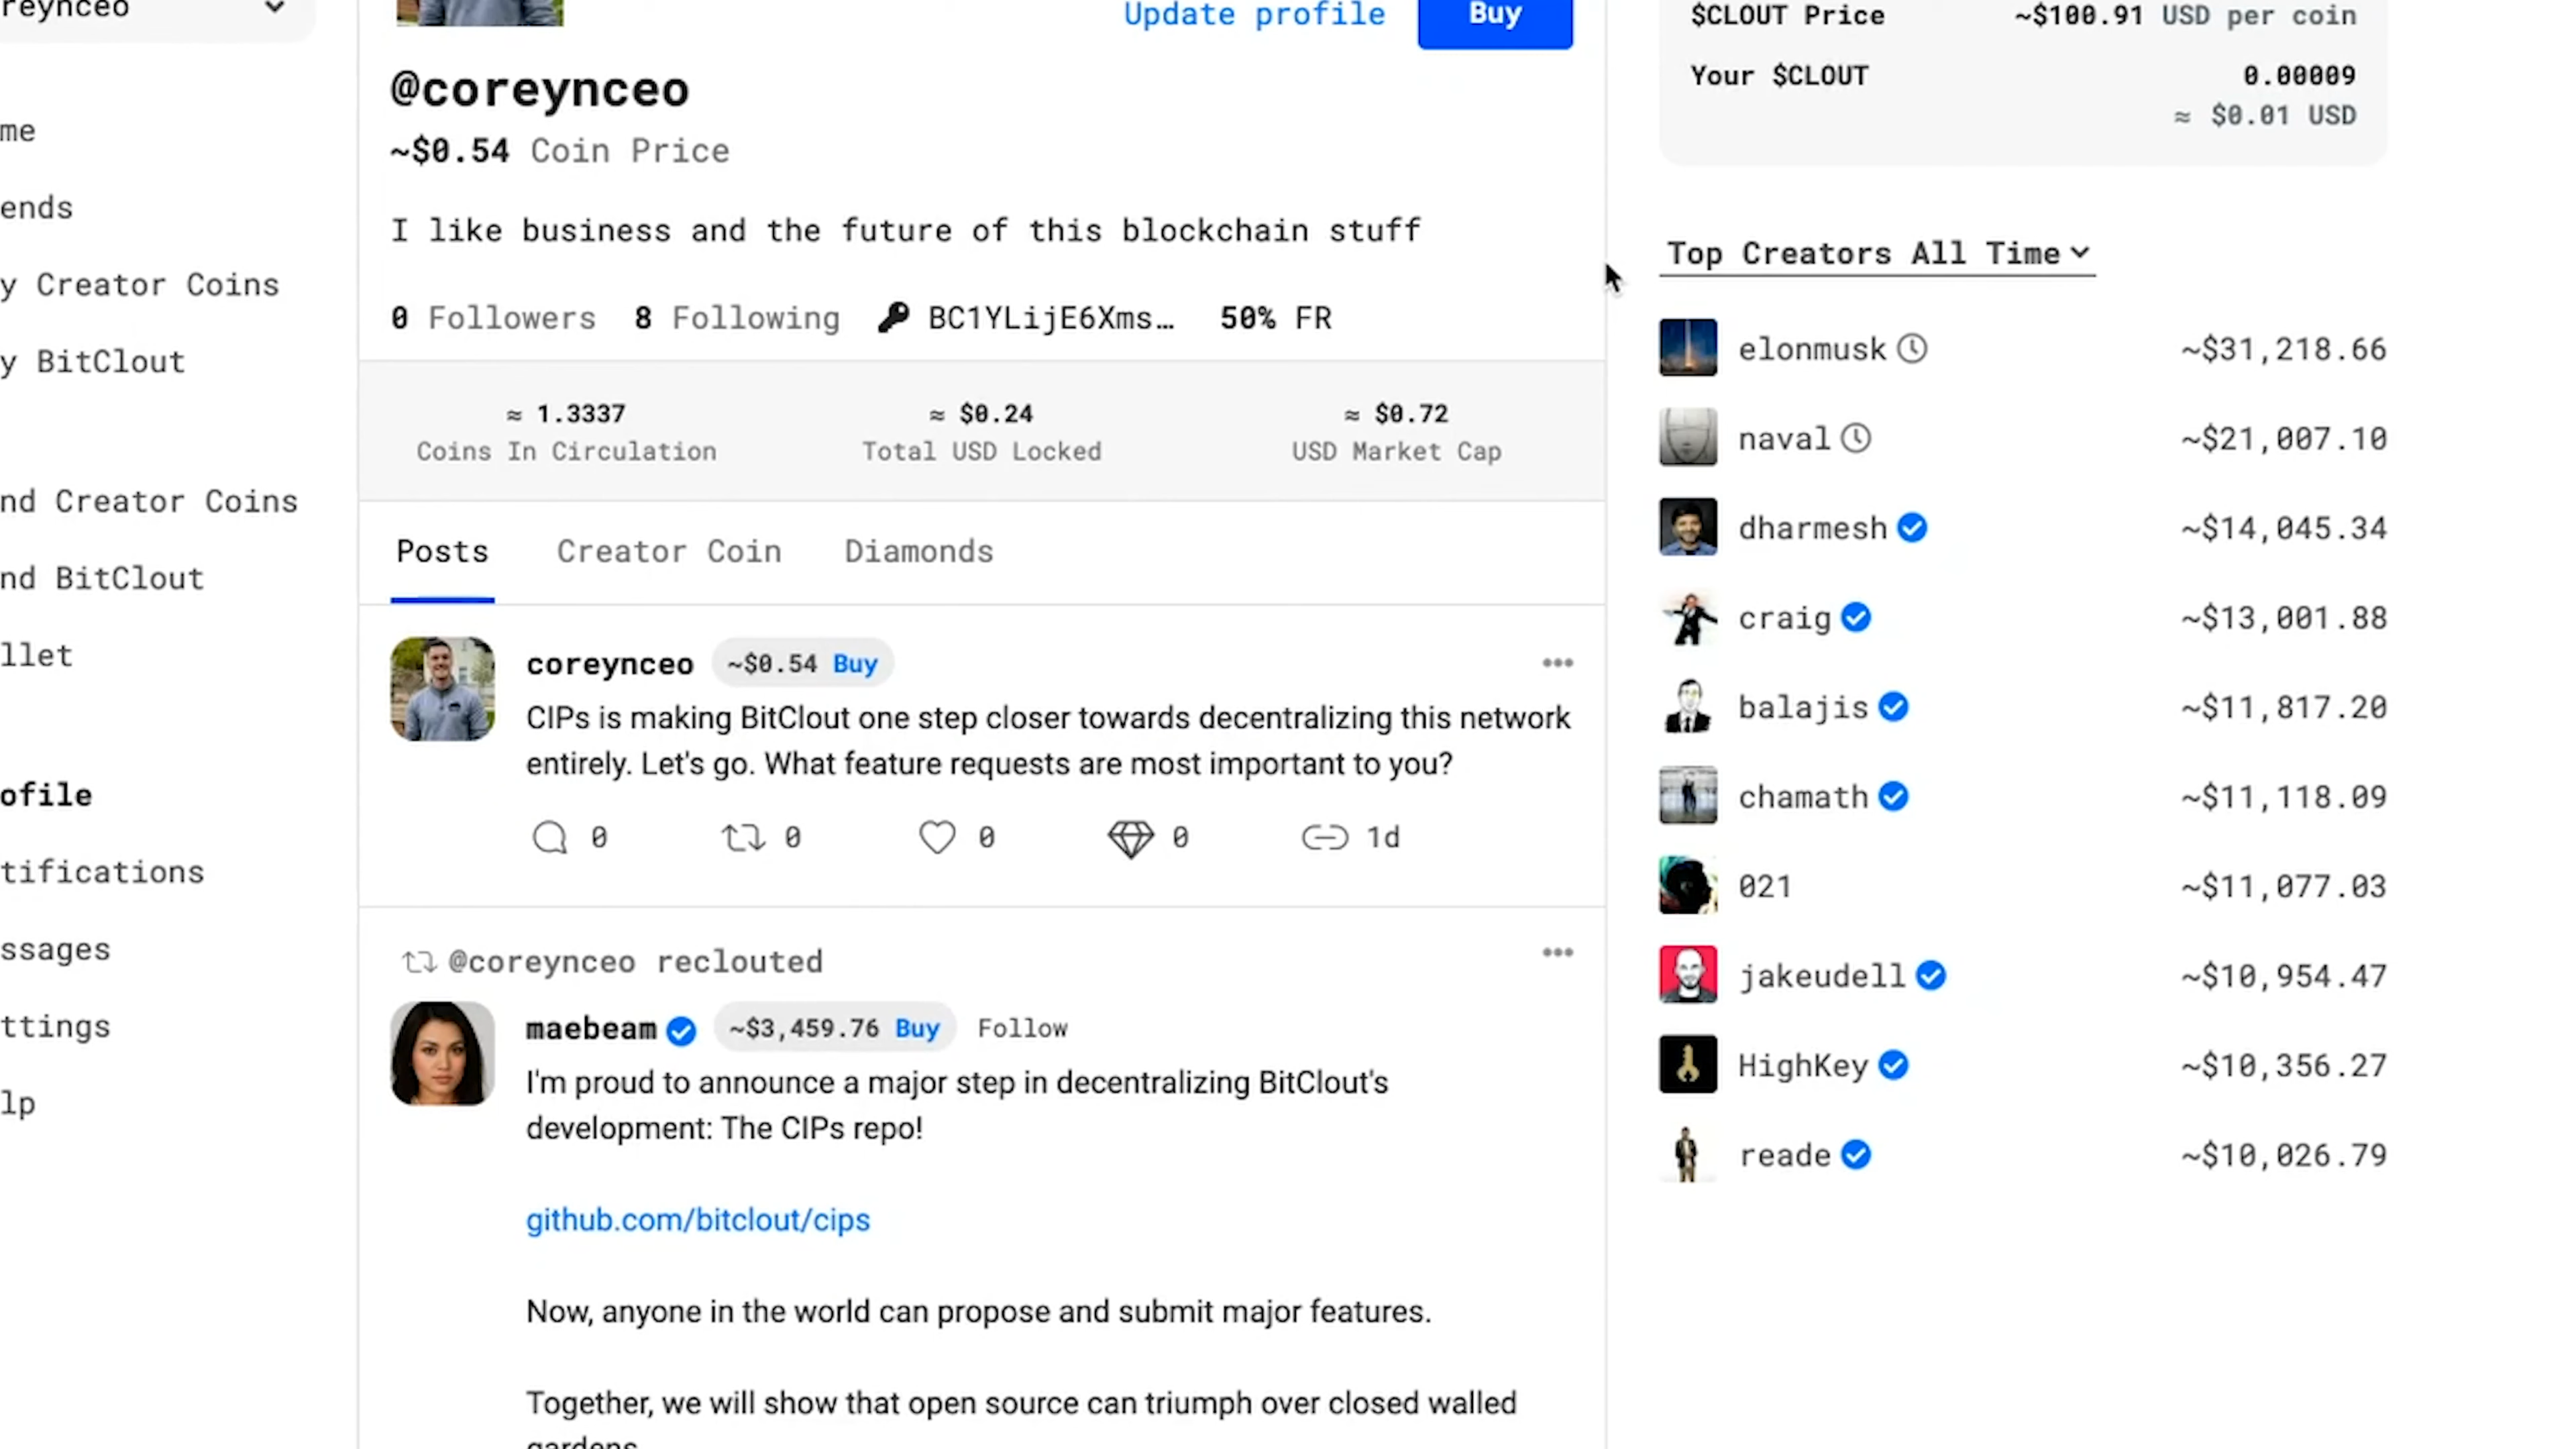 reynceo
me
ends
y Creator Coins
y BitClout
nd Creator Coins
nd BitClout
llet
ofile
tifications
ssages
ttings
lp
Update profile
Buy
@coreynceo
~$0.54 Coin Price
I like business and the future of this blockchain stuff
0 Followers 8 Following BC1YLijE6Xms… 50% FR
≈ 1.3337 ≈ $0.24 ≈ $0.72
Coins In Circulation Total USD Locked USD Market Cap
Posts Creator Coin Diamonds
coreynceo ~$0.54 Buy
CIPs is making BitClout one step closer towards decentralizing this network
entirely. Let's go. What feature requests are most important to you?
0 0 0 0 1d
@coreynceo reclouted
maebeam ~$3,459.76 Buy Follow
I'm proud to announce a major step in decentralizing BitClout's
development: The CIPs repo!
github.com/bitclout/cips
Now, anyone in the world can propose and submit major features.
Together, we will show that open source can triumph over closed walled
gardens
$CLOUT Price ~$100.91 USD per coin
Your $CLOUT 0.00009
≈ $0.01 USD
Top Creators All Time
elonmusk ~$31,218.66
naval ~$21,007.10
dharmesh ~$14,045.34
craig ~$13,001.88
balajis ~$11,817.20
chamath ~$11,118.09
021 ~$11,077.03
jakeudell ~$10,954.47
HighKey ~$10,356.27
reade ~$10,026.79